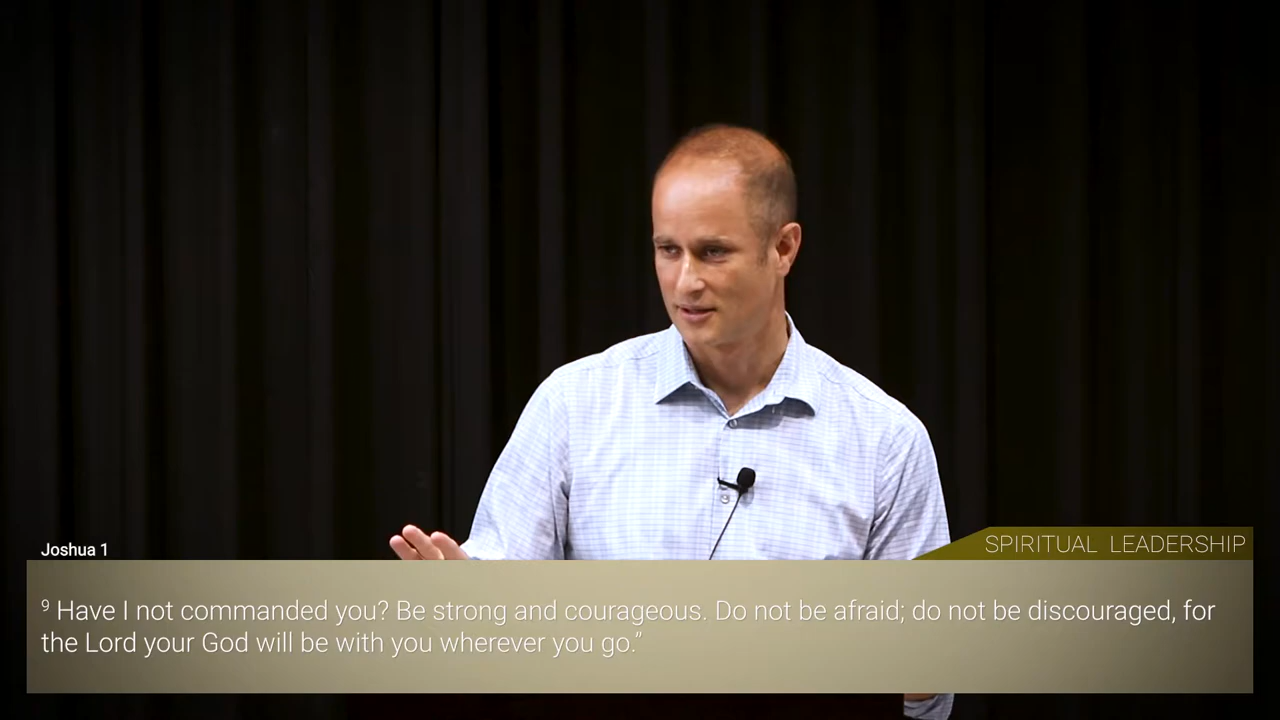 Joshua 1
SPIRITUAL LEADERSHIP
⁹ Have I not commanded you? Be strong and courageous. Do not be afraid; do not be discouraged, for
the Lord your God will be with you wherever you go.”